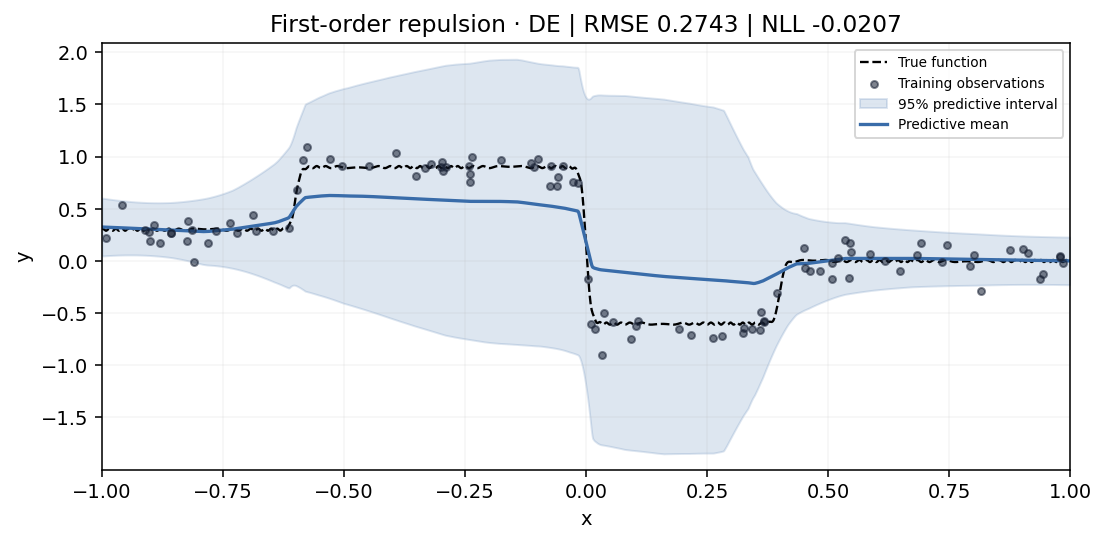 First-order repulsion · DE | RMSE 0.2743 | NLL -0.0207
True function
Training observations
95% predictive interval
Predictive mean
y
2.0
1.5
1.0
0.5
0.0
−0.5
−1.0
−1.5
−1.00 −0.75 −0.50 −0.25 0.00 0.25 0.50 0.75 1.00
x